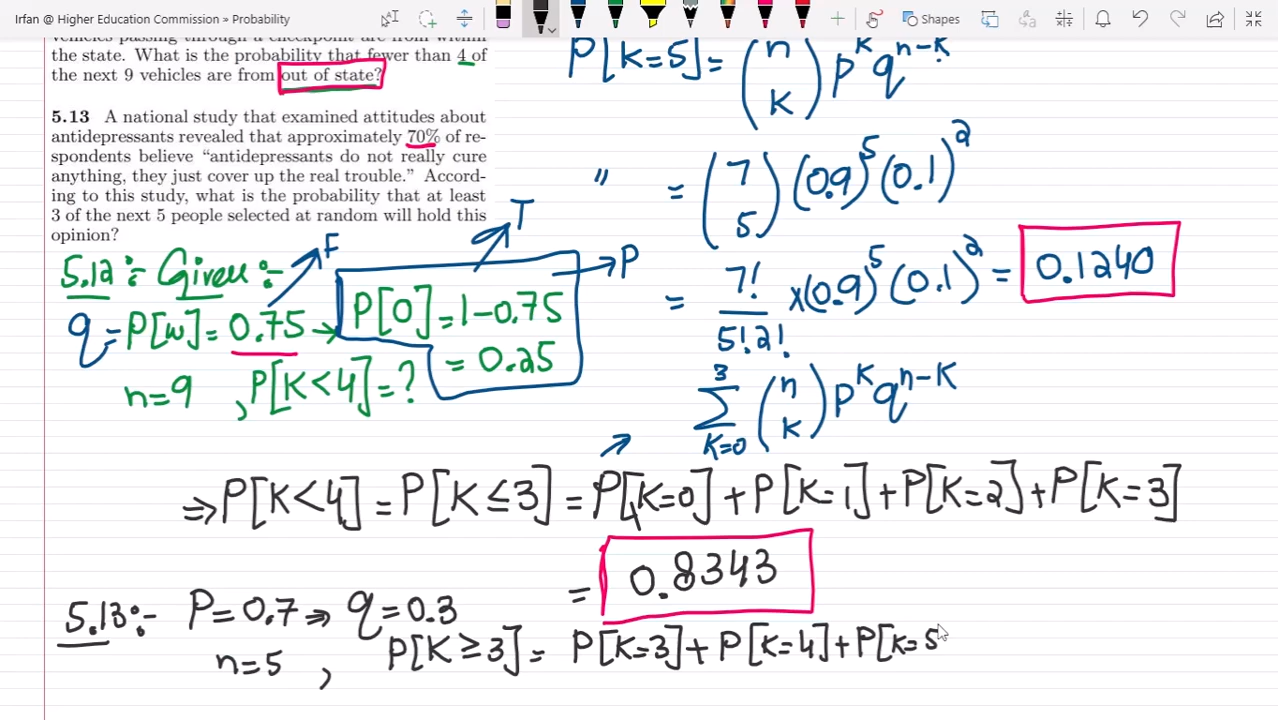 Irfan @ Higher Education Commission » Probability
Shapes
vehicles passing through a checkpoint are from within
the state. What is the probability that fewer than 4 of
the next 9 vehicles are from out of state?
5.13 A national study that examined attitudes about
antidepressants revealed that approximately 70% of re-
spondents believe “antidepressants do not really cure
anything, they just cover up the real trouble.” Accord-
ing to this study, what is the probability that at least
3 of the next 5 people selected at random will hold this
opinion?
P[K=5] = (n K) p^K q^{n-K}
" = (7 5) (0.9)^5 (0.1)^2
= 7!/5!2! x(0.9)^5 (0.1)^2 = 0.1240
5.12:- Given:-
F T P
q = P[w] = 0.75 → P[0] = 1-0.75
= 0.25
n=9 , P[K<4] = ?
3 Σ K=0 (n K) p^K q^{n-K}
⇒ P[K<4] = P[K≤3] = P[K=0] + P[K=1] + P[K=2] + P[K=3]
= 0.8343
5.13:- P=0.7 ⇒ q=0.3
n=5 , P[K≥3] = P[K=3] + P[K=4] + P[K=5